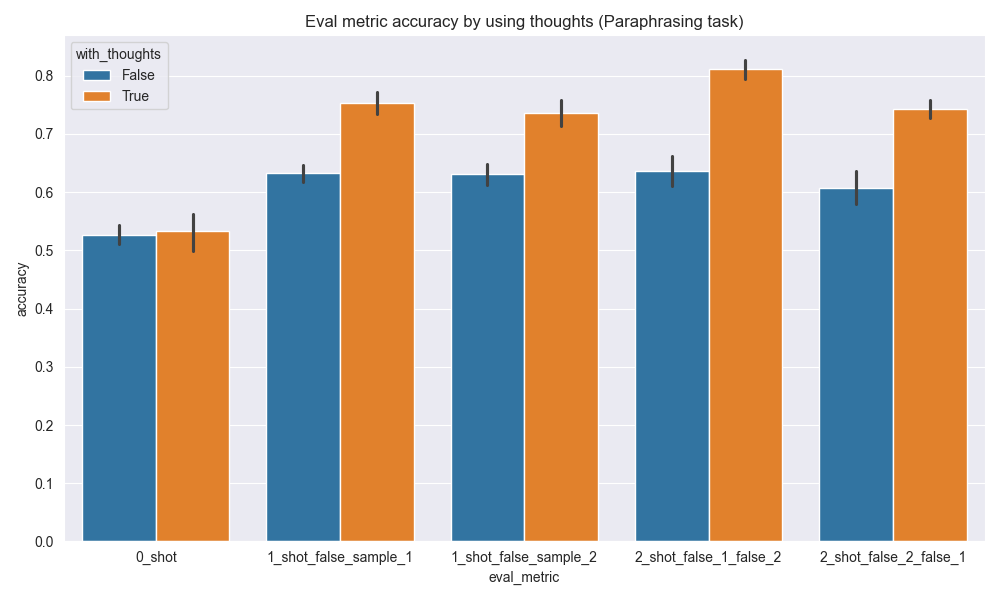 Eval metric accuracy by using thoughts (Paraphrasing task)
with_thoughts
False
True
accuracy
0.8
0.7
0.6
0.5
0.4
0.3
0.2
0.1
0.0
0_shot
1_shot_false_sample_1
1_shot_false_sample_2
2_shot_false_1_false_2
2_shot_false_2_false_1
eval_metric